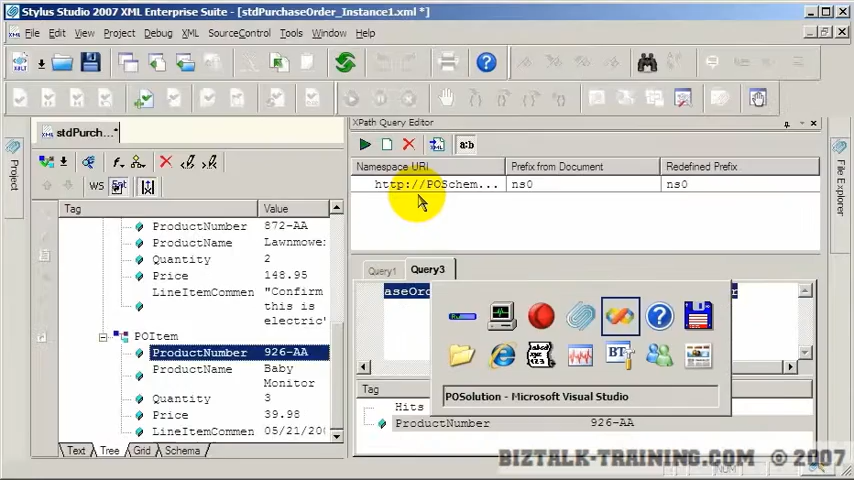 Stylus Studio 2007 XML Enterprise Suite - [stdPurchaseOrder_Instance1.xml *]
File Edit View Project Debug XML SourceControl Tools Window Help
XPath Query Editor
stdPurch...*
a:b
Namespace URI Prefix from Document Redefined Prefix
http://POSchem... ns0 ns0
Project
File Explorer
WS
Tag Value
ProductNumber 872-AA
ProductName Lawnmowe
Quantity 2
Price 148.95
LineItemCommen "Confirm
this is
electric"
POItem
ProductNumber 926-AA
ProductName Baby
Monitor
Quantity 3
Price 39.98
LineItemCommen 05/21/200
Text Tree Grid Schema
Query1 Query3
aseOr
POSolution - Microsoft Visual Studio
Tag
Hits
ProductNumber 926-AA
BIZTALK-TRAINING.COM © 2007
NUM